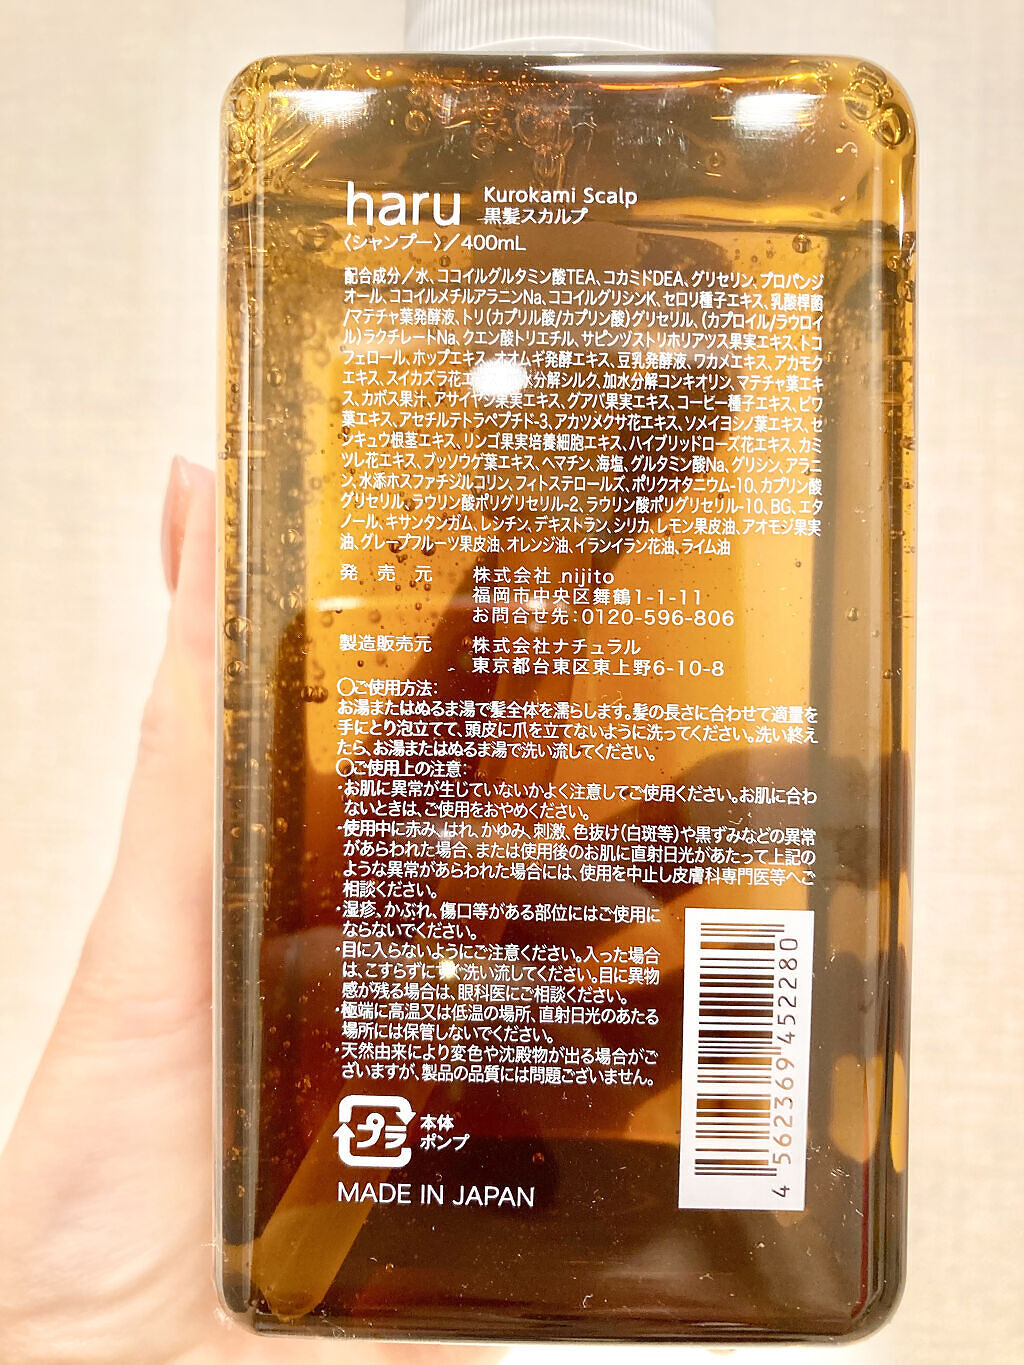 haru Kurokami Scalp
黒髪スカルプ
〈シャンプー〉／400mL
配合成分／水、ココイルグルタミン酸TEA、コカミドDEA、グリセリン、プロパンジ
オール、ココイルメチルアラニンNa、ココイルグリシンK、セロリ種子エキス、乳酸桿菌
/マテチャ葉発酵液、トリ(カプリル酸/カプリン酸)グリセリル、(カプロイル/ラウロイ
ル)ラクチレートNa、クエン酸トリエチル、サピンヅストリホリアツス果実エキス、トコ
フェロール、ホップエキス、オオムギ発酵エキス、豆乳発酵液、ワカメエキス、アカモク
エキス、スイカズラ花エ 水分解シルク、加水分解コンキオリン、マテチャ葉エキ
ス、カボス果汁、アサイヤシ果実エキス、グアバ果実エキス、コーヒー種子エキス、ビワ
葉エキス、アセチルテトラペプチド-3、アカツメクサ花エキス、ソメイヨシノ葉エキス、セ
ンキュウ根茎エキス、リンゴ果実培養細胞エキス、ハイブリッドローズ花エキス、カミ
ツレ花エキス、ブッソウゲ葉エキス、ヘマチン、海塩、グルタミン酸Na、グリシン、アラニ
ン、水添ホスファチジルコリン、フィトステロールズ、ポリクオタニウム-10、カプリン酸
グリセリル、ラウリン酸ポリグリセリル-2、ラウリン酸ポリグリセリル-10、BG、エタ
ノール、キサンタンガム、レシチン、デキストラン、シリカ、レモン果皮油、アオモジ果実
油、グレープフルーツ果皮油、オレンジ油、イランイラン花油、ライム油
発 売 元 株式会社 nijito
福岡市中央区舞鶴1-1-11
お問合せ先：0120-596-806
製造販売元 株式会社ナチュラル
東京都台東区東上野6-10-8
○ご使用方法：
お湯またはぬるま湯で髪全体を濡らします。髪の長さに合わせて適量を
手にとり泡立てて、頭皮に爪を立てないように洗ってください。洗い終え
たら、お湯またはぬるま湯で洗い流してください。
○ご使用上の注意：
・お肌に異常が生じていないかよく注意してご使用ください。お肌に合わ
ないときは、ご使用をおやめください。
・使用中に赤み、はれ、かゆみ、刺激、色抜け(白斑等)や黒ずみなどの異常
があらわれた場合、または使用後のお肌に直射日光があたって上記の
ような異常があらわれた場合には、使用を中止し皮膚科専門医等へご
相談ください。
・湿疹、かぶれ、傷口等がある部位にはご使用に
ならないでください。
・目に入らないようにご注意ください。入った場合
は、こすらずにすぐ洗い流してください。目に異物
感が残る場合は、眼科医にご相談ください。
・極端に高温又は低温の場所、直射日光のあたる
場所には保管しないでください。
・天然由来により変色や沈殿物が出る場合がご
ざいますが、製品の品質には問題ございません。
プラ 本体
ポンプ
MADE IN JAPAN
4 562369 452280